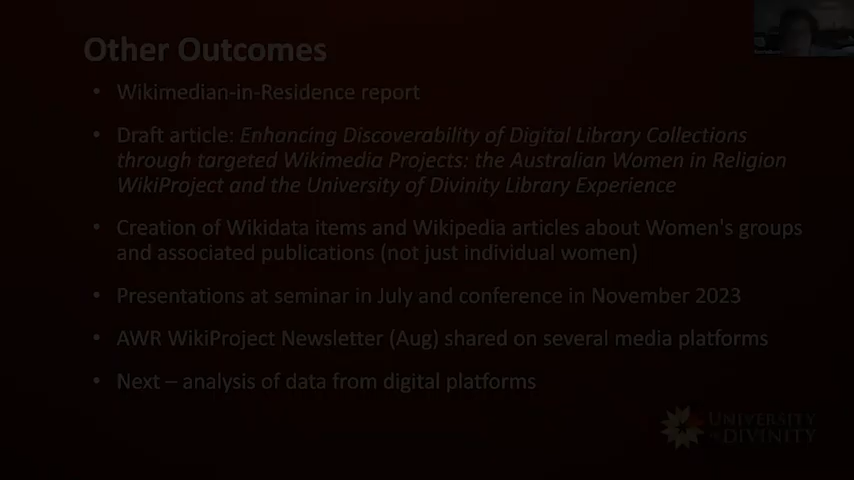 Other Outcomes
• Wikimedian-in-Residence report
• Draft article: Enhancing Discoverability of Digital Library Collections
through targeted Wikimedia Projects: the Australian Women in Religion
WikiProject and the University of Divinity Library Experience
• Creation of Wikidata items and Wikipedia articles about Women's groups
and associated publications (not just individual women)
• Presentations at seminar in July and conference in November 2023
• AWR WikiProject Newsletter (Aug) shared on several media platforms
• Next – analysis of data from digital platforms
UNIVERSITY
OF DIVINITY